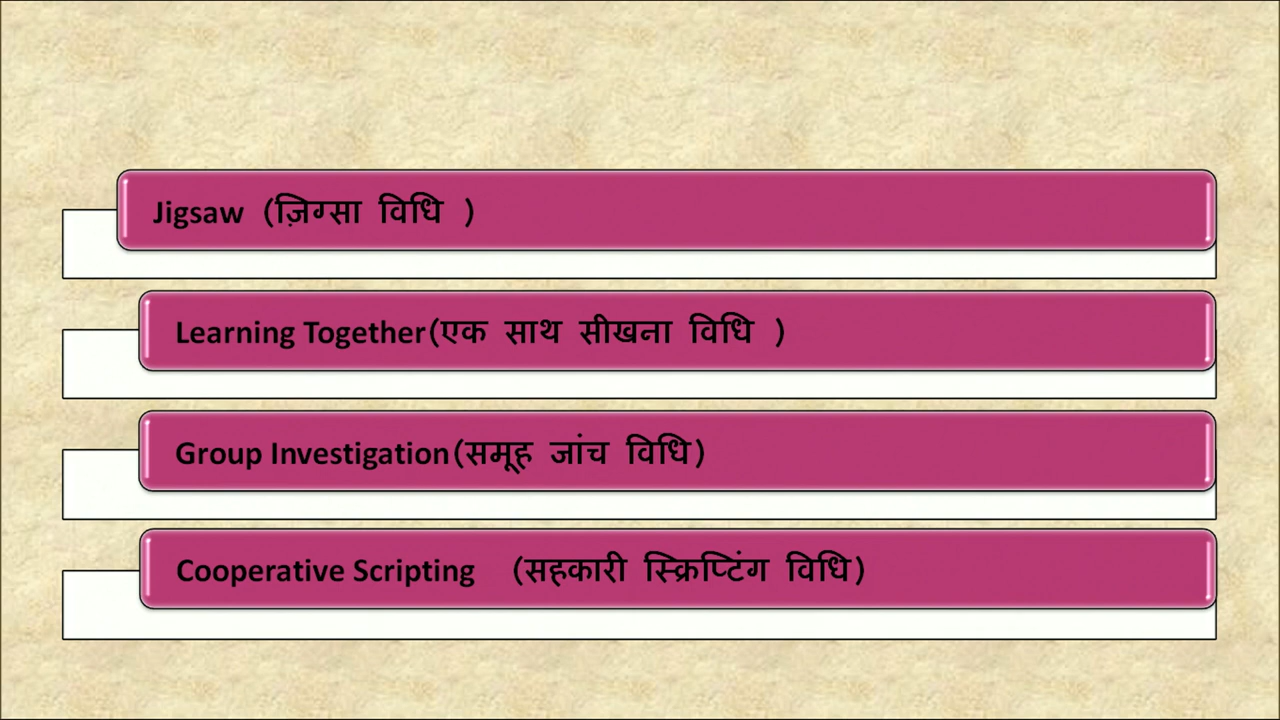 Jigsaw (ज़िग्सा विधि )
Learning Together(एक साथ सीखना विधि )
Group Investigation(समूह जांच विधि)
Cooperative Scripting (सहकारी स्क्रिप्टिंग विधि)